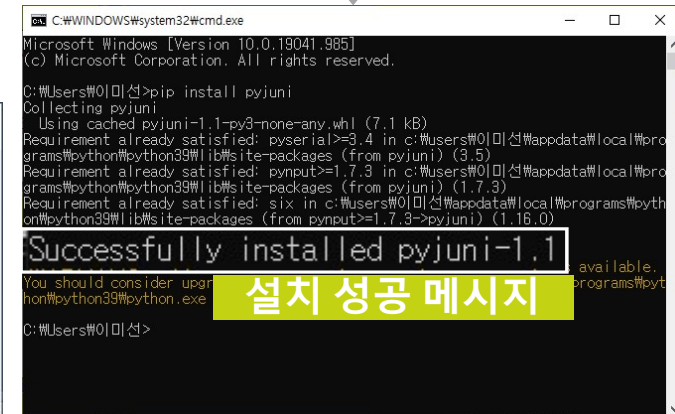 C:₩WINDOWS₩system32₩cmd.exe
Microsoft Windows [Version 10.0.19041.985]
(c) Microsoft Corporation. All rights reserved.
C:₩Users₩이미선>pip install pyjuni
Collecting pyjuni
Using cached pyjuni-1.1-py3-none-any.whl (7.1 kB)
Requirement already satisfied: pyserial>=3.4 in c:₩users₩이미선₩appdata₩local₩pro
grams₩python₩python39₩lib₩site-packages (from pyjuni) (3.5)
Requirement already satisfied: pynput>=1.7.3 in c:₩users₩이미선₩appdata₩local₩pro
grams₩python₩python39₩lib₩site-packages (from pyjuni) (1.7.3)
Requirement already satisfied: six in c:₩users₩이미선₩appdata₩local₩programs₩pyth
on₩python39₩lib₩site-packages (from pynput>=1.7.3->pyjuni) (1.16.0)
Successfully installed pyjuni-1.1
available.
You should consider upgr programs₩pyt
hon₩python39₩python.exe
설치 성공 메시지
C:₩Users₩이미선>